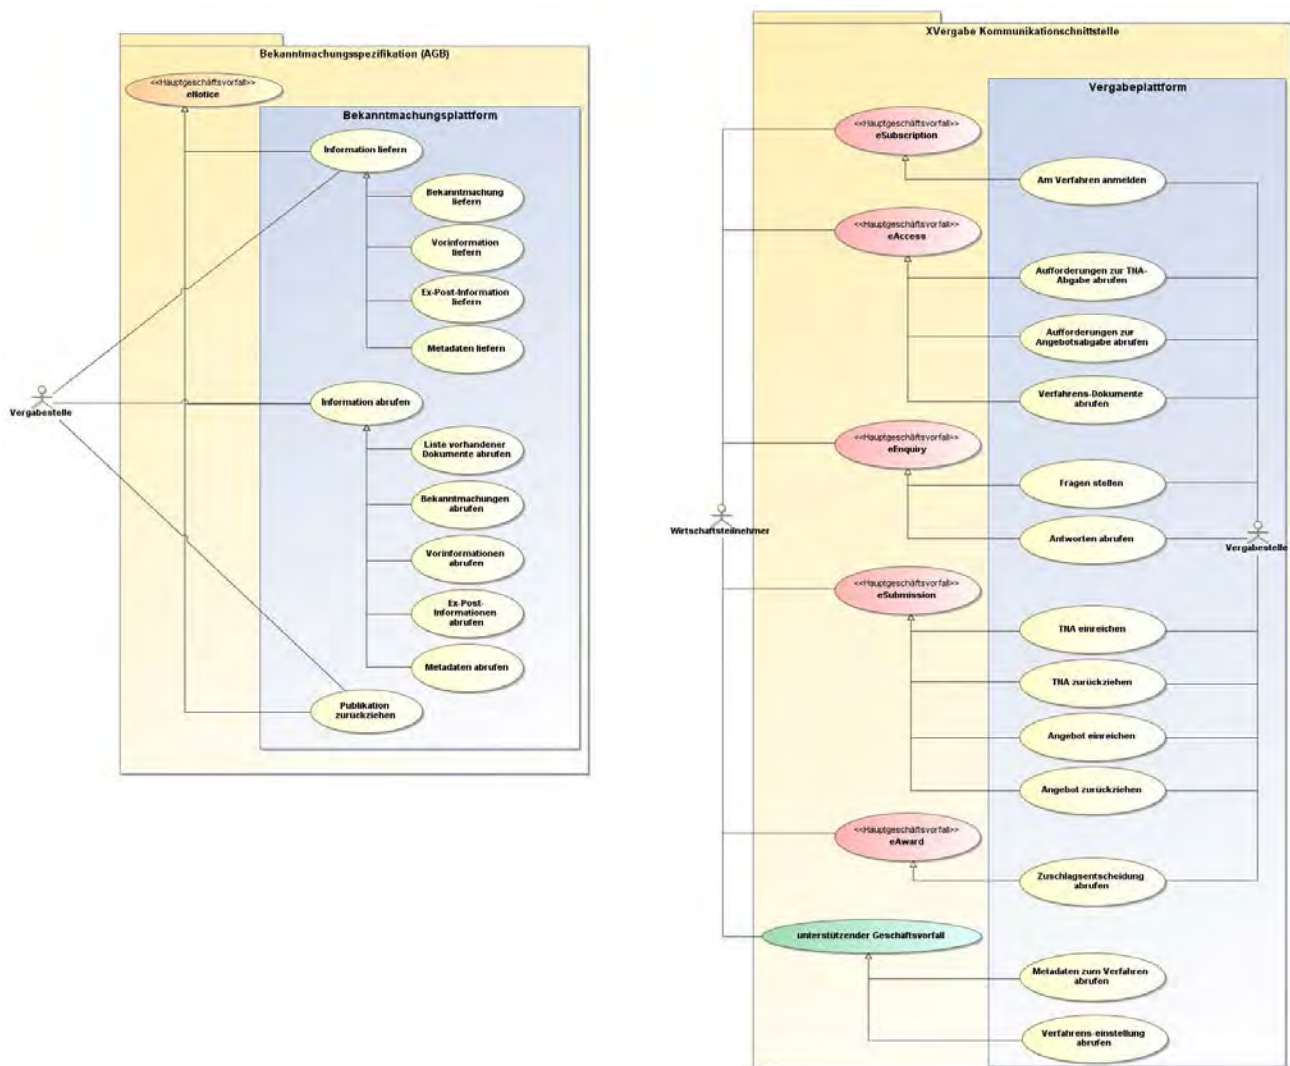 Bekanntmachungsspezifikation (AGB)
<<Hauptgeschäftsvorfall>>
eNotice
Bekanntmachungsplattform
Information liefern
Bekanntmachung
liefern
Vorinformation
liefern
Ex-Post-Information
liefern
Metadaten liefern
Vergabestelle
Information abrufen
Liste vorhandener
Dokumente abrufen
Bekanntmachungen
abrufen
Vorinformationen
abrufen
Ex-Post-
Informationen
abrufen
Metadaten abrufen
Publikation
zurückziehen
XVergabe Kommunikationschnittstelle
Vergabeplattform
<<Hauptgeschäftsvorfall>>
eSubscription
Am Verfahren anmelden
<<Hauptgeschäftsvorfall>>
eAccess
Aufforderungen zur TNA-
Abgabe abrufen
Aufforderungen zur
Angebotsabgabe abrufen
Verfahrens-Dokumente
abrufen
<<Hauptgeschäftsvorfall>>
eEnquiry
Fragen stellen
Wirtschaftsteilnehmer
Antworten abrufen
Vergabestelle
<<Hauptgeschäftsvorfall>>
eSubmission
TNA einreichen
TNA zurückziehen
Angebot einreichen
Angebot zurückziehen
<<Hauptgeschäftsvorfall>>
eAward
Zuschlagsentscheidung
abrufen
unterstützender Geschäftsvorfall
Metadaten zum Verfahren
abrufen
Verfahrens-einstellung
abrufen